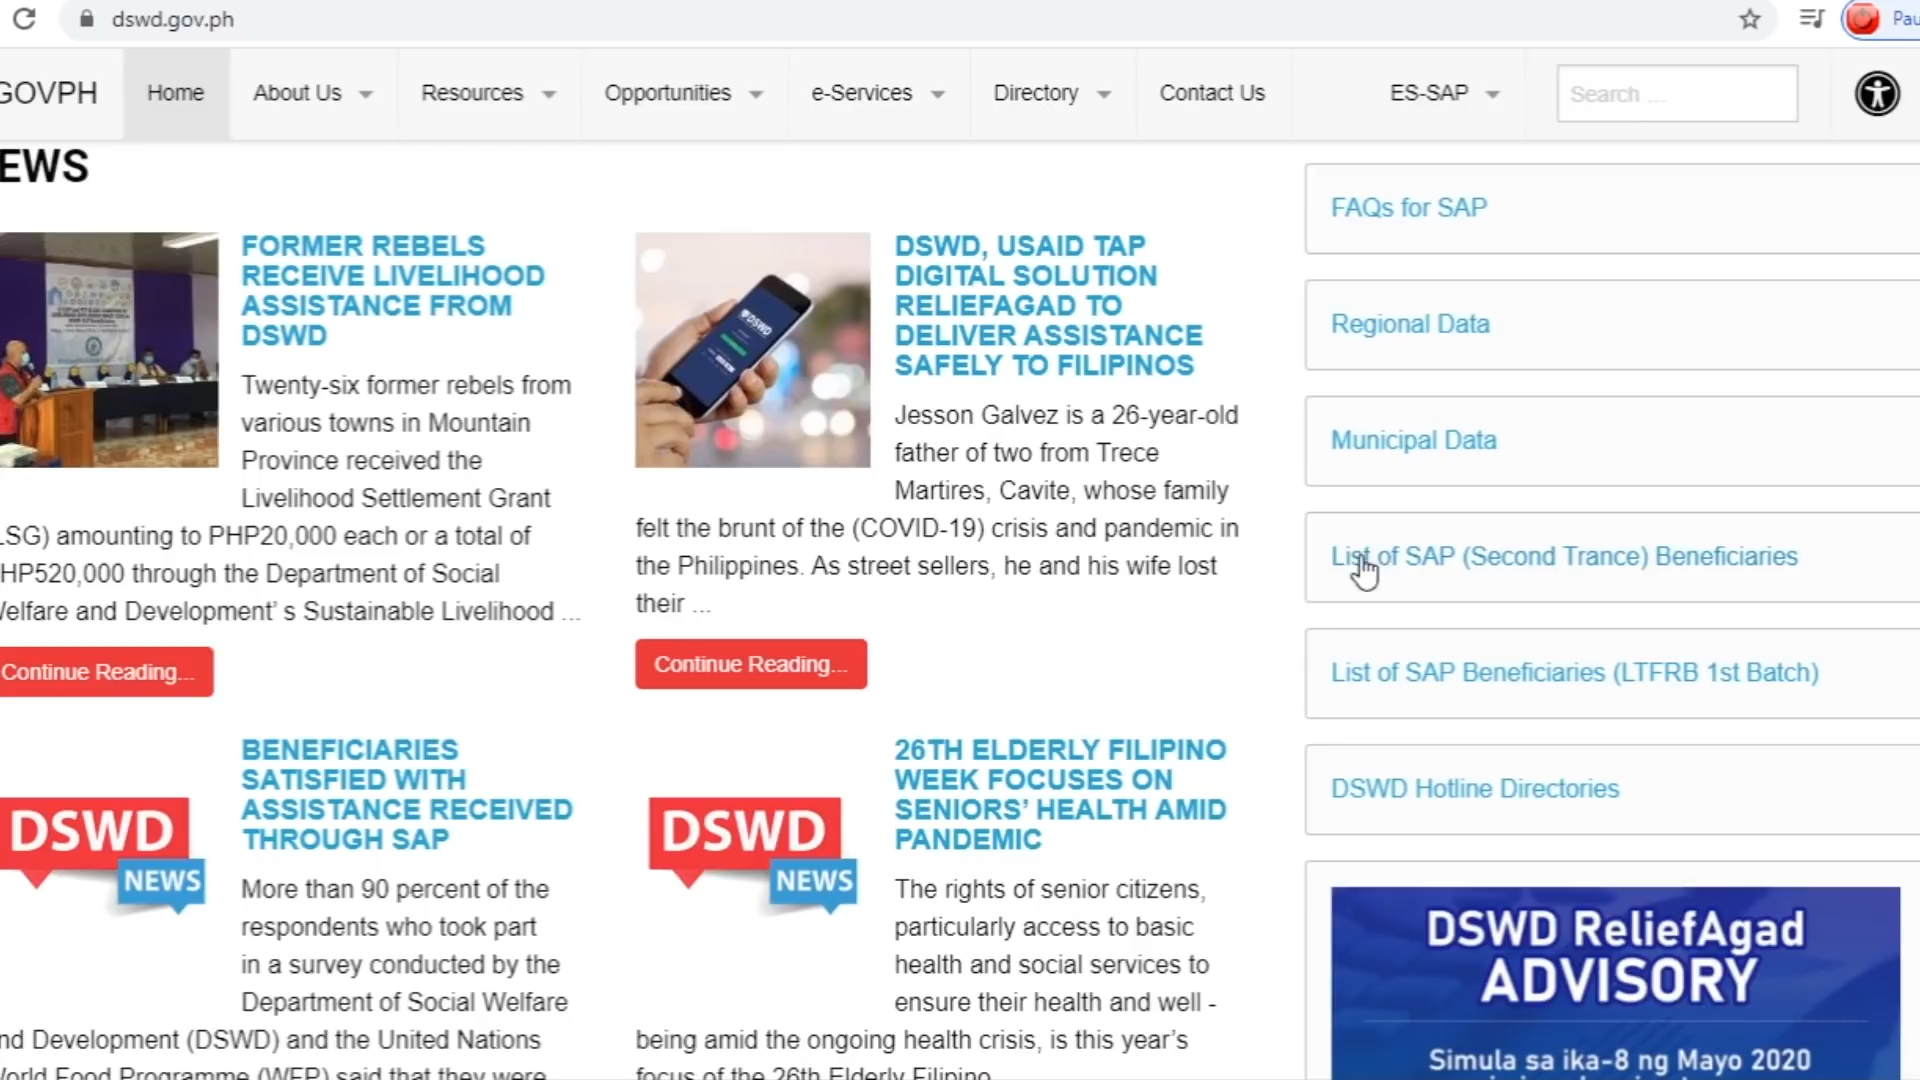 dswd.gov.ph
Pau
GOVPH
Home
About Us
Resources
Opportunities
e-Services
Directory
Contact Us
ES-SAP
Search ...
EWS
FORMER REBELS
RECEIVE LIVELIHOOD
ASSISTANCE FROM
DSWD
Twenty-six former rebels from
various towns in Mountain
Province received the
Livelihood Settlement Grant
LSG) amounting to PHP20,000 each or a total of
HP520,000 through the Department of Social
Welfare and Development' s Sustainable Livelihood ...
Continue Reading...
DSWD
DSWD, USAID TAP
DIGITAL SOLUTION
RELIEFAGAD TO
DELIVER ASSISTANCE
SAFELY TO FILIPINOS
Jesson Galvez is a 26-year-old
father of two from Trece
Martires, Cavite, whose family
felt the brunt of the (COVID-19) crisis and pandemic in
the Philippines. As street sellers, he and his wife lost
their ...
Continue Reading...
DSWD
NEWS
BENEFICIARIES
SATISFIED WITH
ASSISTANCE RECEIVED
THROUGH SAP
More than 90 percent of the
respondents who took part
in a survey conducted by the
Department of Social Welfare
nd Development (DSWD) and the United Nations
World Food Programme (WFP) said that they were
DSWD
NEWS
26TH ELDERLY FILIPINO
WEEK FOCUSES ON
SENIORS’ HEALTH AMID
PANDEMIC
The rights of senior citizens,
particularly access to basic
health and social services to
ensure their health and well -
being amid the ongoing health crisis, is this year’s
focus of the 26th Elderly Filipino
FAQs for SAP
Regional Data
Municipal Data
List of SAP (Second Trance) Beneficiaries
List of SAP Beneficiaries (LTFRB 1st Batch)
DSWD Hotline Directories
DSWD ReliefAgad
ADVISORY
Simula sa ika-8 ng Mayo 2020